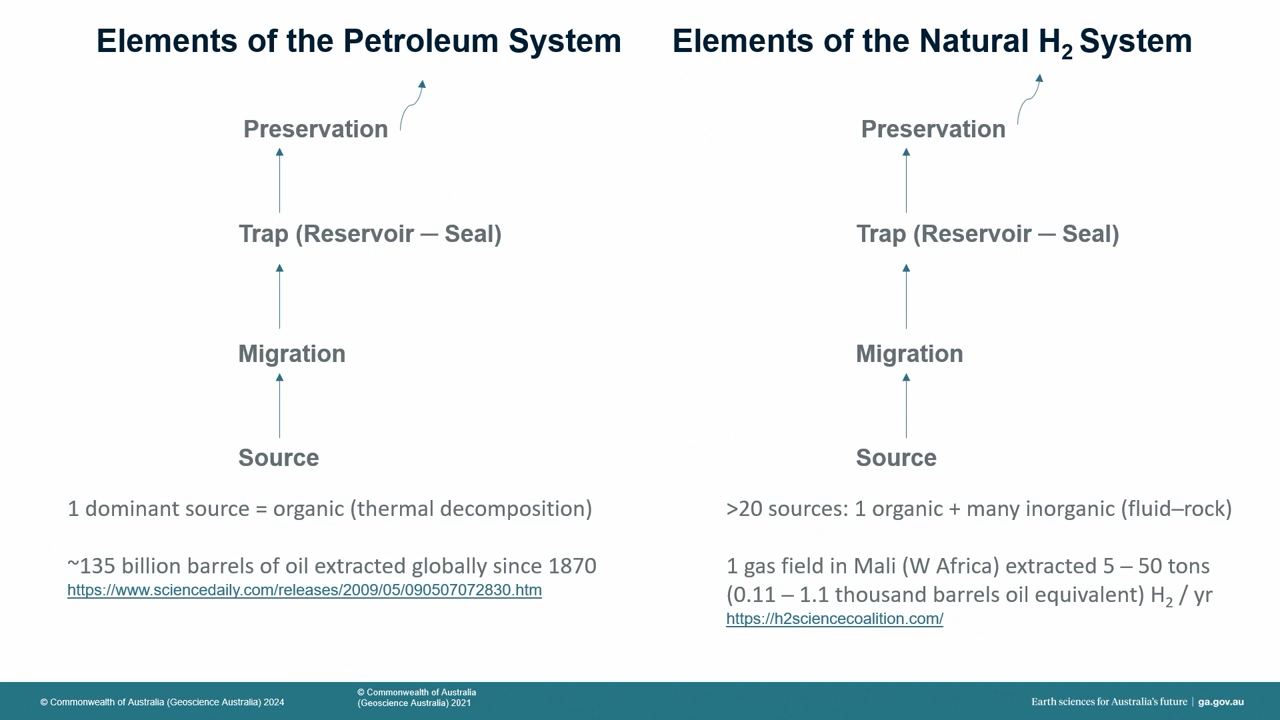 Elements of the Petroleum System
Preservation
Trap (Reservoir — Seal)
Migration
Source
1 dominant source = organic (thermal decomposition)
~135 billion barrels of oil extracted globally since 1870
https://www.sciencedaily.com/releases/2009/05/090507072830.htm
Elements of the Natural H₂ System
Preservation
Trap (Reservoir — Seal)
Migration
Source
>20 sources: 1 organic + many inorganic (fluid–rock)
1 gas field in Mali (W Africa) extracted 5 – 50 tons
(0.11 – 1.1 thousand barrels oil equivalent) H₂ / yr
https://h2sciencecoalition.com/
© Commonwealth of Australia (Geoscience Australia) 2024
© Commonwealth of Australia
(Geoscience Australia) 2021
Earth sciences for Australia's future | ga.gov.au